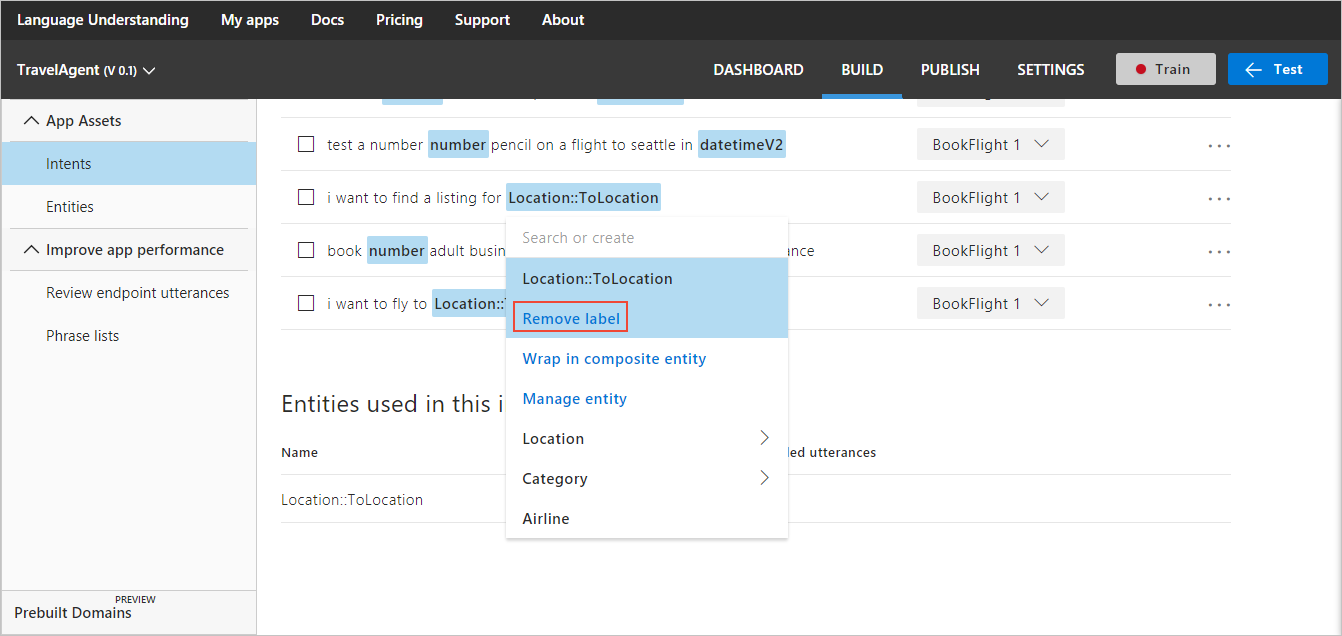 Language Understanding My apps Docs Pricing Support About
TravelAgent (V 0.1) DASHBOARD BUILD PUBLISH SETTINGS Train Test
App Assets
Intents
Entities
Improve app performance
Review endpoint utterances
Phrase lists
Prebuilt Domains PREVIEW
test a number number pencil on a flight to seattle in datetimeV2 BookFlight 1 ...
i want to find a listing for Location::ToLocation BookFlight 1 ...
book number adult busin ance BookFlight 1 ...
i want to fly to Location:: BookFlight 1 ...
Search or create
Location::ToLocation
Remove label
Wrap in composite entity
Manage entity
Location
Category
Airline
Entities used in this i
Name led utterances
Location::ToLocation